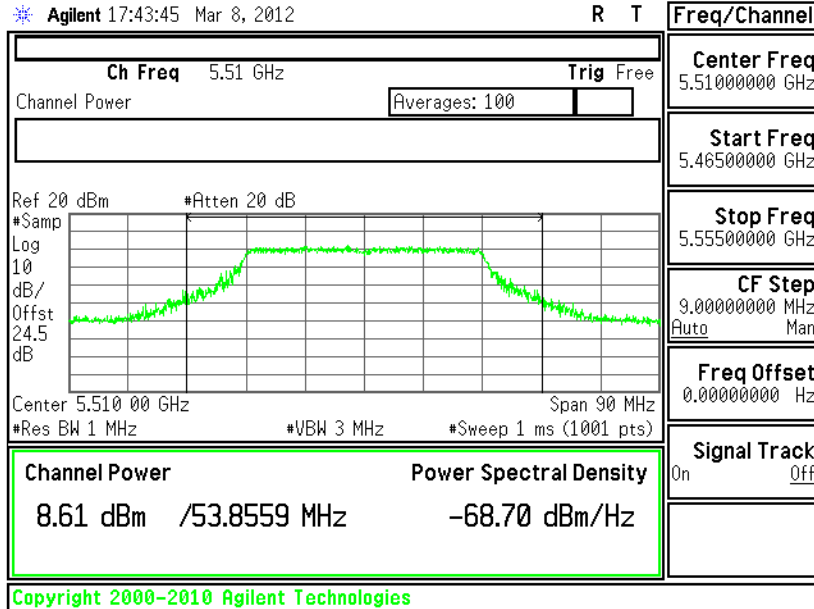 Agilent 17:43:45 Mar 8, 2012 R T
Freq/Channel
Ch Freq 5.51 GHz Trig Free
Channel Power Averages: 100
Ref 20 dBm #Atten 20 dB
#Samp
Log
10
dB/
Offst
24.5
dB
Center 5.510 00 GHz Span 90 MHz
#Res BW 1 MHz #VBW 3 MHz #Sweep 1 ms (1001 pts)
Channel Power Power Spectral Density
8.61 dBm /53.8559 MHz -68.70 dBm/Hz
Center Freq
5.51000000 GHz
Start Freq
5.46500000 GHz
Stop Freq
5.55500000 GHz
CF Step
9.00000000 MHz
Auto Man
Freq Offset
0.00000000 Hz
Signal Track
On Off
Copyright 2000-2010 Agilent Technologies